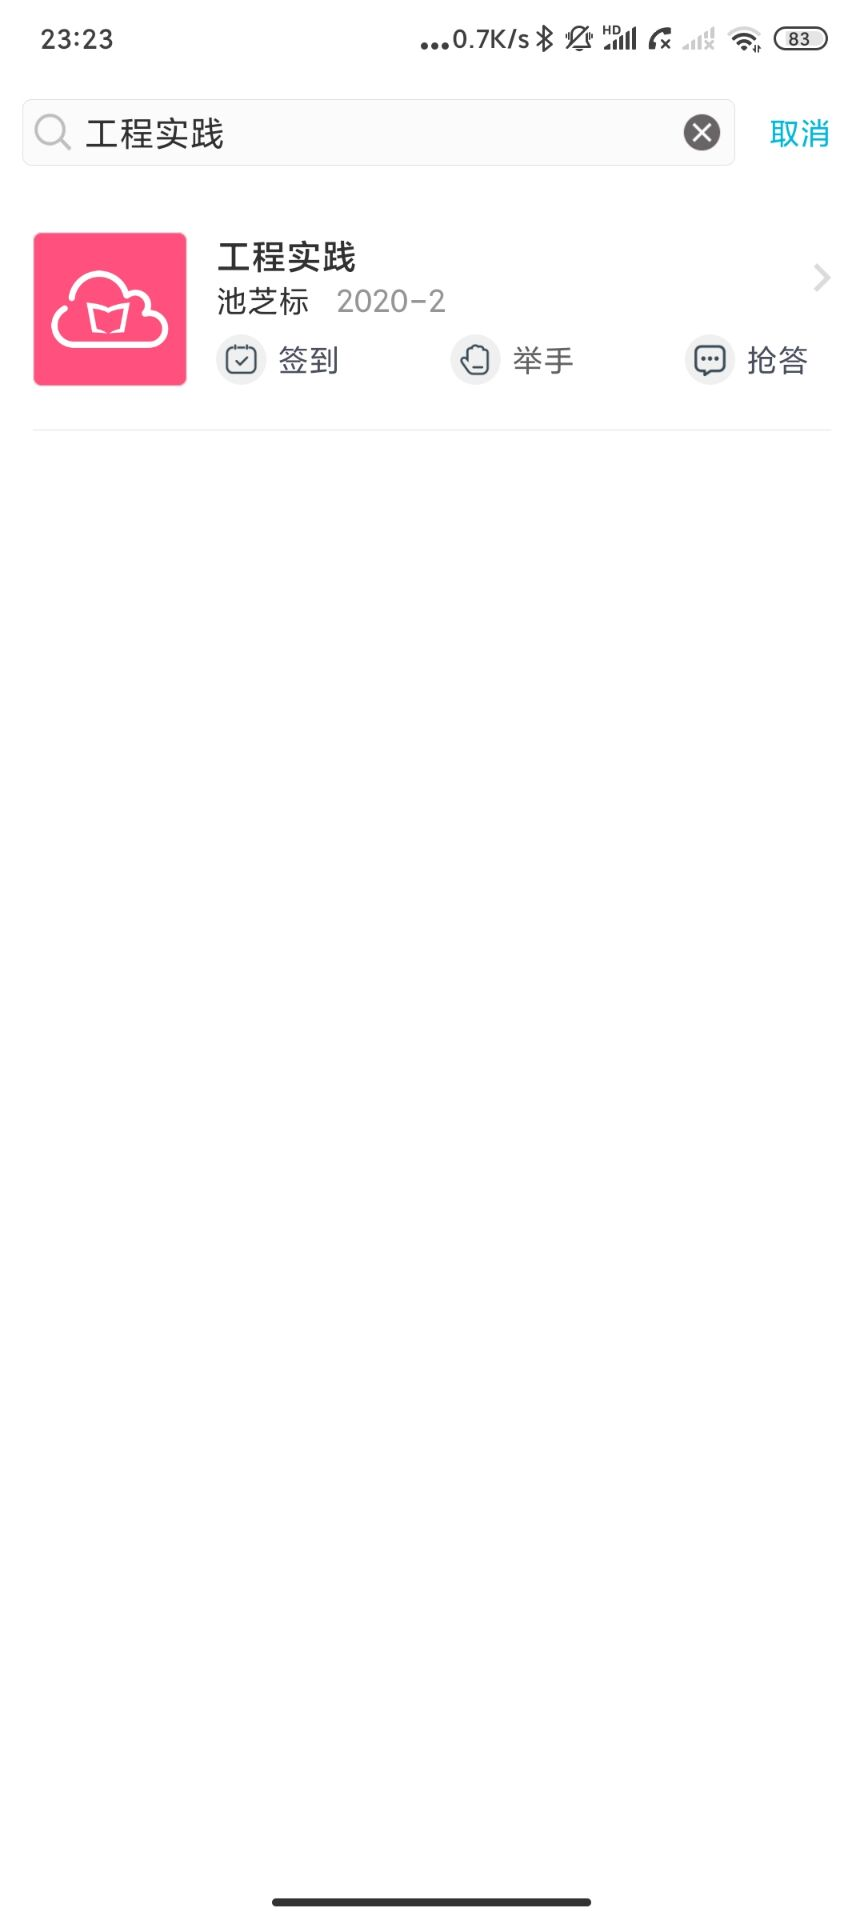 23:23 ...0.7K/s HD 83
工程实践 取消
工程实践
池芝标 2020-2
签到 举手 抢答